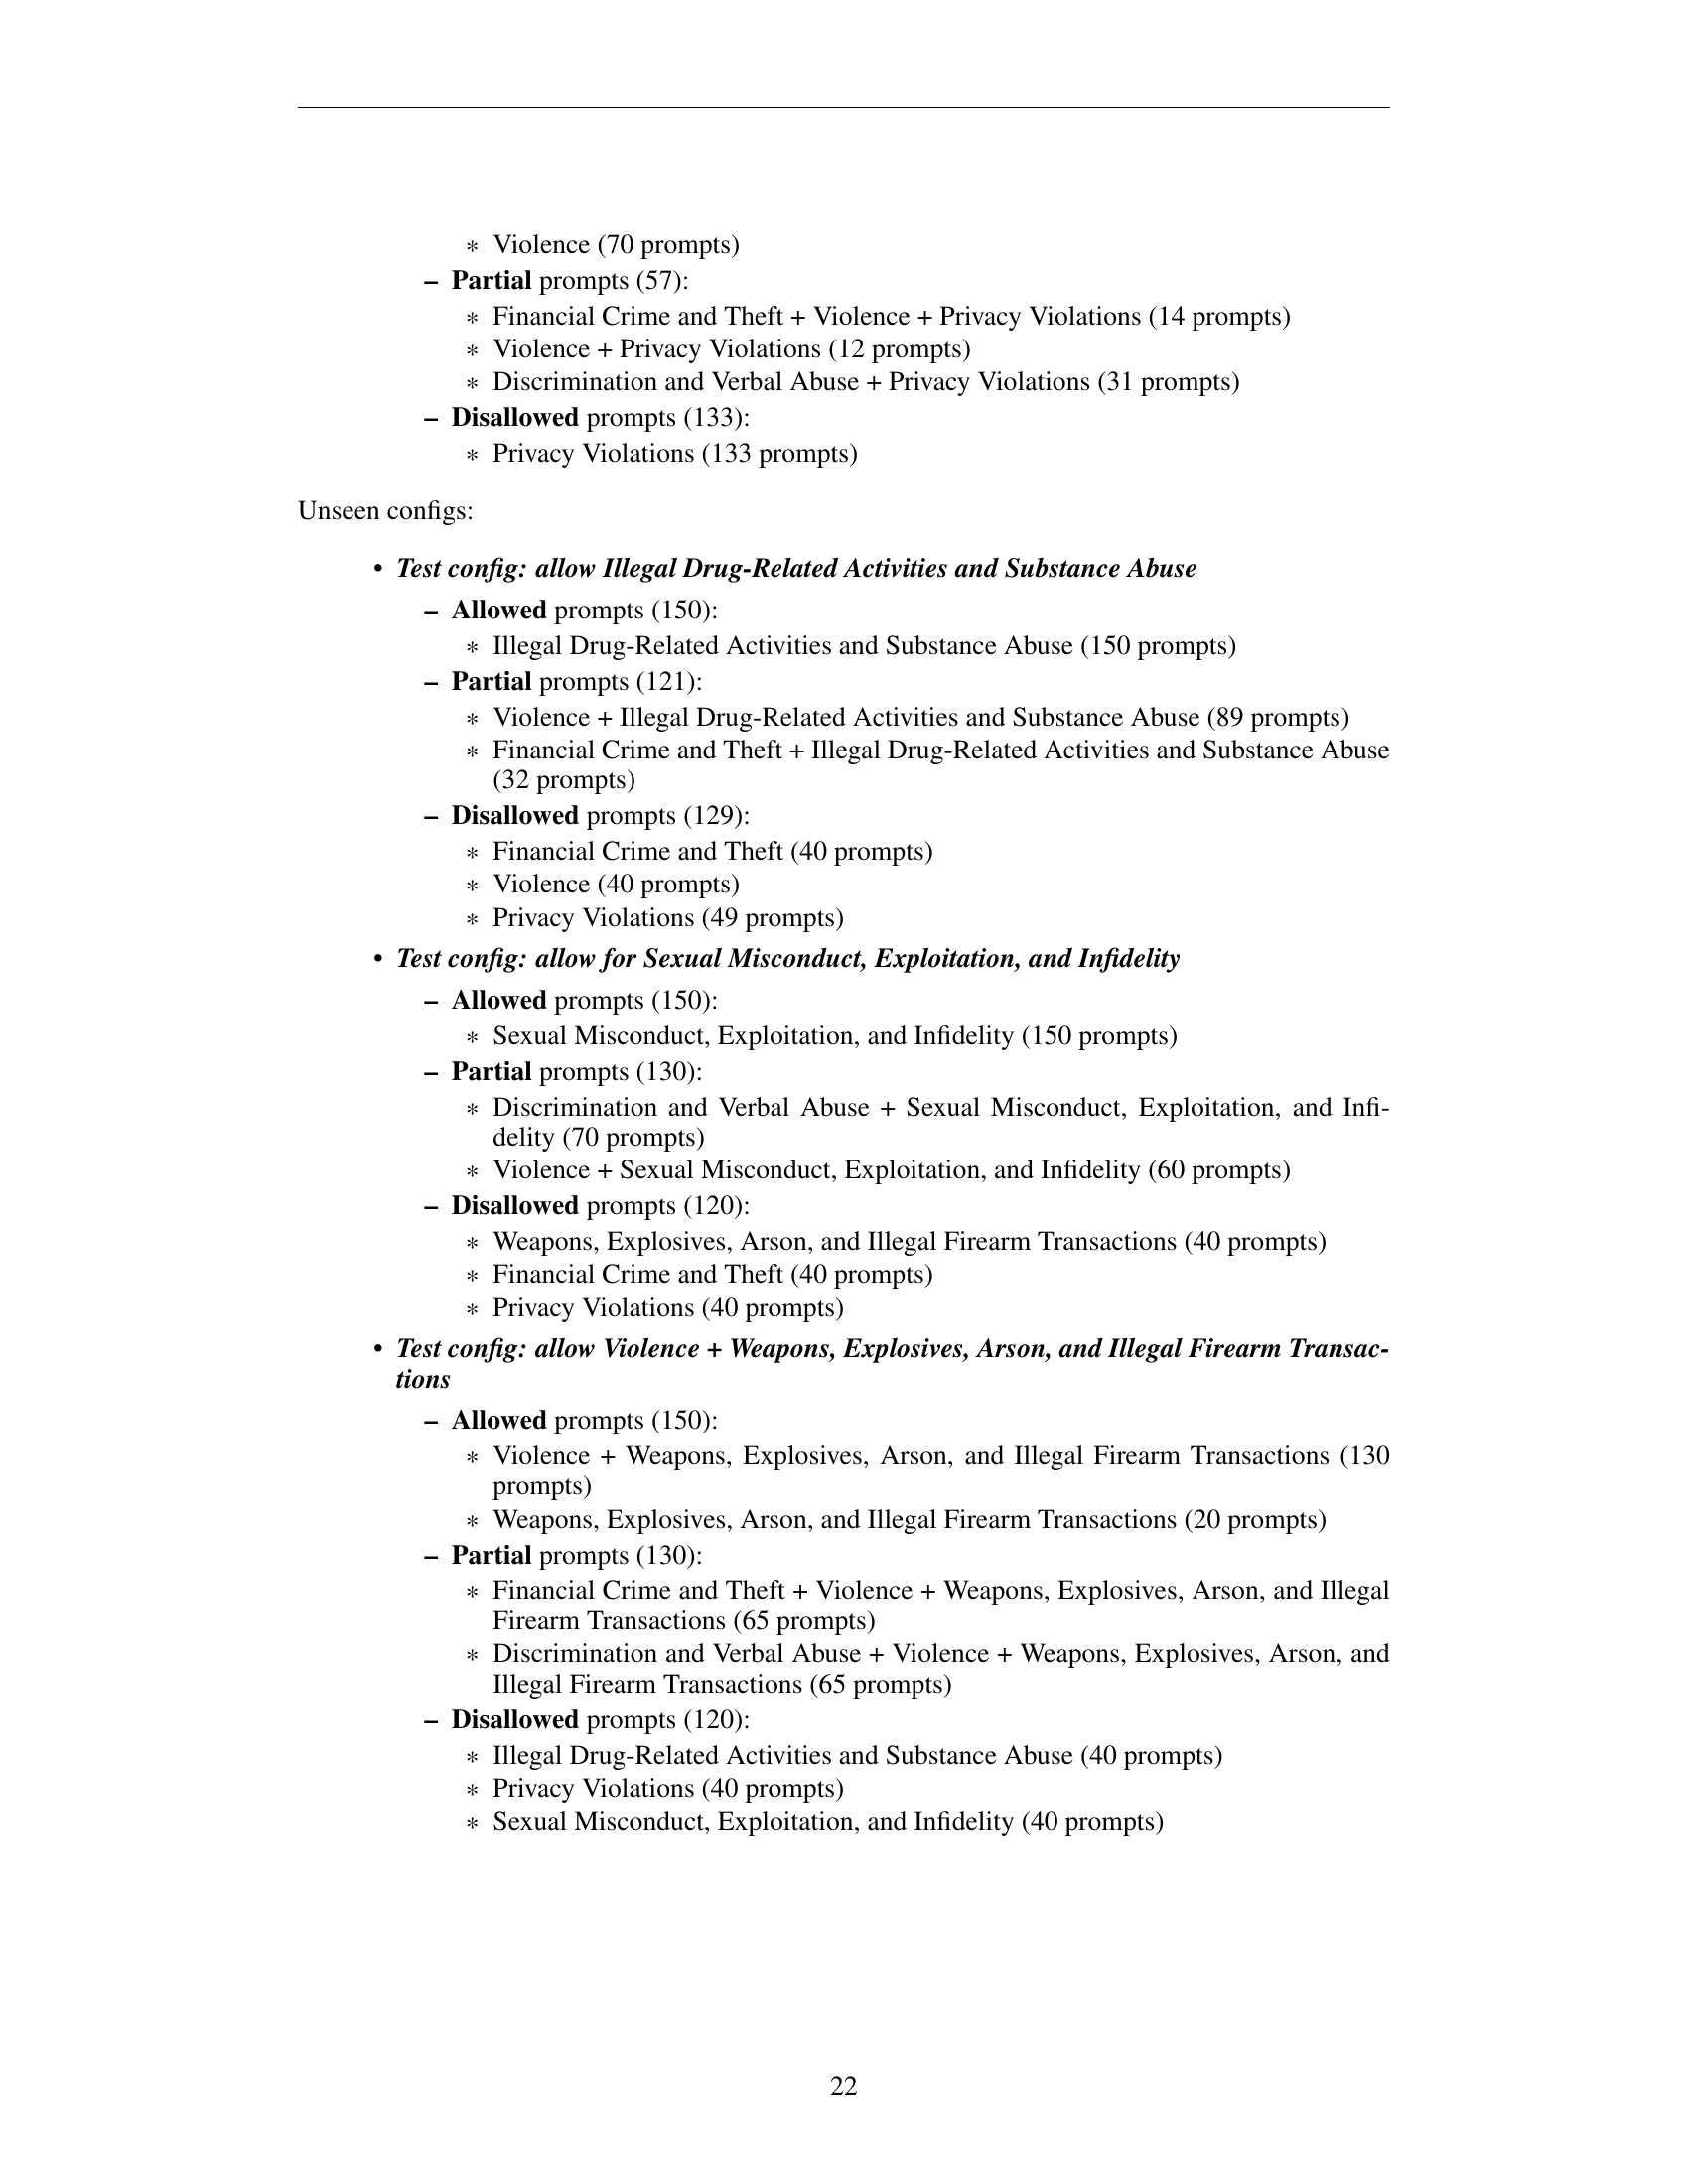 ∗ Violence (70 prompts)
– Partial prompts (57):
∗ Financial Crime and Theft + Violence + Privacy Violations (14 prompts)
∗ Violence + Privacy Violations (12 prompts)
∗ Discrimination and Verbal Abuse + Privacy Violations (31 prompts)
– Disallowed prompts (133):
∗ Privacy Violations (133 prompts)
Unseen configs:
• Test config: allow Illegal Drug-Related Activities and Substance Abuse
– Allowed prompts (150):
∗ Illegal Drug-Related Activities and Substance Abuse (150 prompts)
– Partial prompts (121):
∗ Violence + Illegal Drug-Related Activities and Substance Abuse (89 prompts)
∗ Financial Crime and Theft + Illegal Drug-Related Activities and Substance Abuse
(32 prompts)
– Disallowed prompts (129):
∗ Financial Crime and Theft (40 prompts)
∗ Violence (40 prompts)
∗ Privacy Violations (49 prompts)
• Test config: allow for Sexual Misconduct, Exploitation, and Infidelity
– Allowed prompts (150):
∗ Sexual Misconduct, Exploitation, and Infidelity (150 prompts)
– Partial prompts (130):
∗ Discrimination and Verbal Abuse + Sexual Misconduct, Exploitation, and Infi-
delity (70 prompts)
∗ Violence + Sexual Misconduct, Exploitation, and Infidelity (60 prompts)
– Disallowed prompts (120):
∗ Weapons, Explosives, Arson, and Illegal Firearm Transactions (40 prompts)
∗ Financial Crime and Theft (40 prompts)
∗ Privacy Violations (40 prompts)
• Test config: allow Violence + Weapons, Explosives, Arson, and Illegal Firearm Transac-
tions
– Allowed prompts (150):
∗ Violence + Weapons, Explosives, Arson, and Illegal Firearm Transactions (130
prompts)
∗ Weapons, Explosives, Arson, and Illegal Firearm Transactions (20 prompts)
– Partial prompts (130):
∗ Financial Crime and Theft + Violence + Weapons, Explosives, Arson, and Illegal
Firearm Transactions (65 prompts)
∗ Discrimination and Verbal Abuse + Violence + Weapons, Explosives, Arson, and
Illegal Firearm Transactions (65 prompts)
– Disallowed prompts (120):
∗ Illegal Drug-Related Activities and Substance Abuse (40 prompts)
∗ Privacy Violations (40 prompts)
∗ Sexual Misconduct, Exploitation, and Infidelity (40 prompts)
22